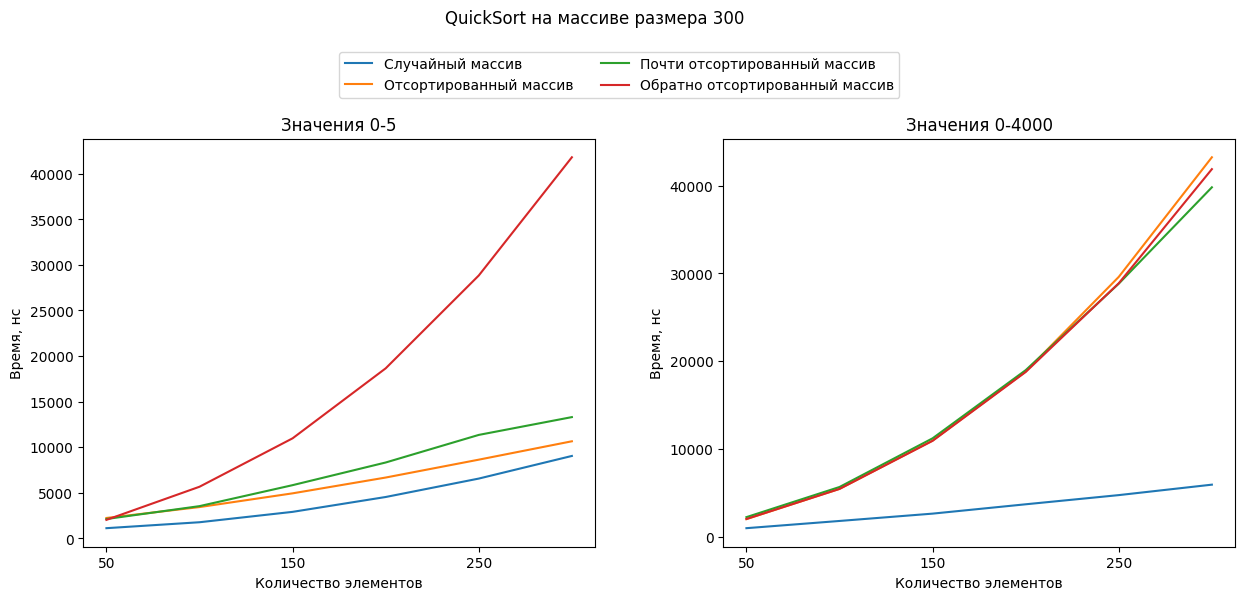 QuickSort на массиве размера 300
Случайный массив
Отсортированный массив
Почти отсортированный массив
Обратно отсортированный массив
Значения 0-5
40000
35000
30000
25000
20000
15000
10000
5000
0
Время, нс
50
150
250
Количество элементов
Значения 0-4000
40000
30000
20000
10000
0
Время, нс
50
150
250
Количество элементов